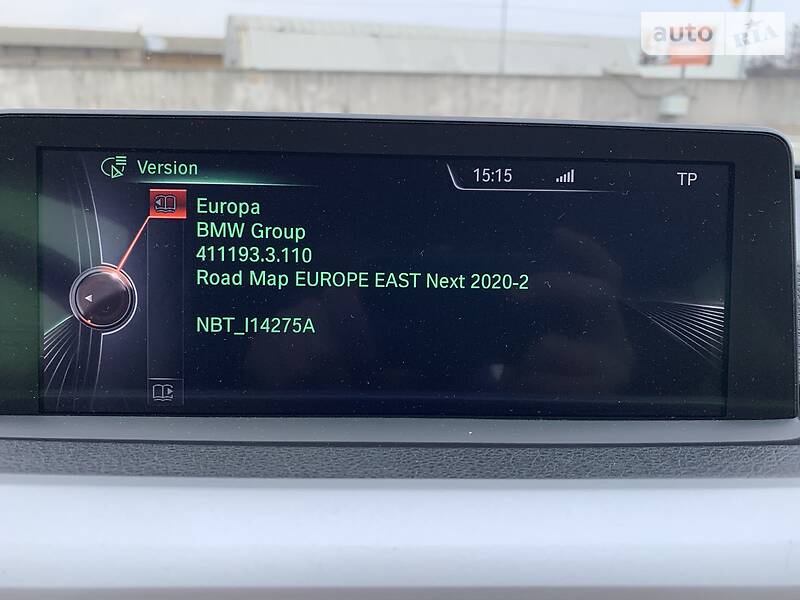 auto RIA
Version
15:15
TP
Europa
BMW Group
411193.3.110
Road Map EUROPE EAST Next 2020-2
NBT_I14275A